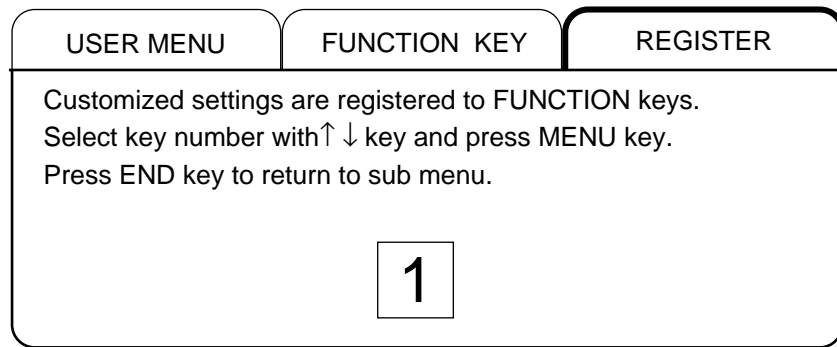 USER MENU FUNCTION KEY REGISTER
Customized settings are registered to FUNCTION keys.
Select key number with↑ ↓ key and press MENU key.
Press END key to return to sub menu.
1